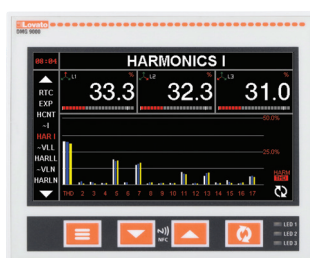 Lovato
DMG 9000
08:04
HARMONICS I
L1 %
33.3
L2 %
32.3
L3 %
31.0
RTC
EXP
HCNT
-I
HAR I
-VLL
HARLL
-VLN
HARLN
50.0%
25.0%
HARM
THD
THD 2 3 4 5 6 7 8 9 10 11 12 13 14 15 16 17
NFC
LED 1
LED 2
LED 3